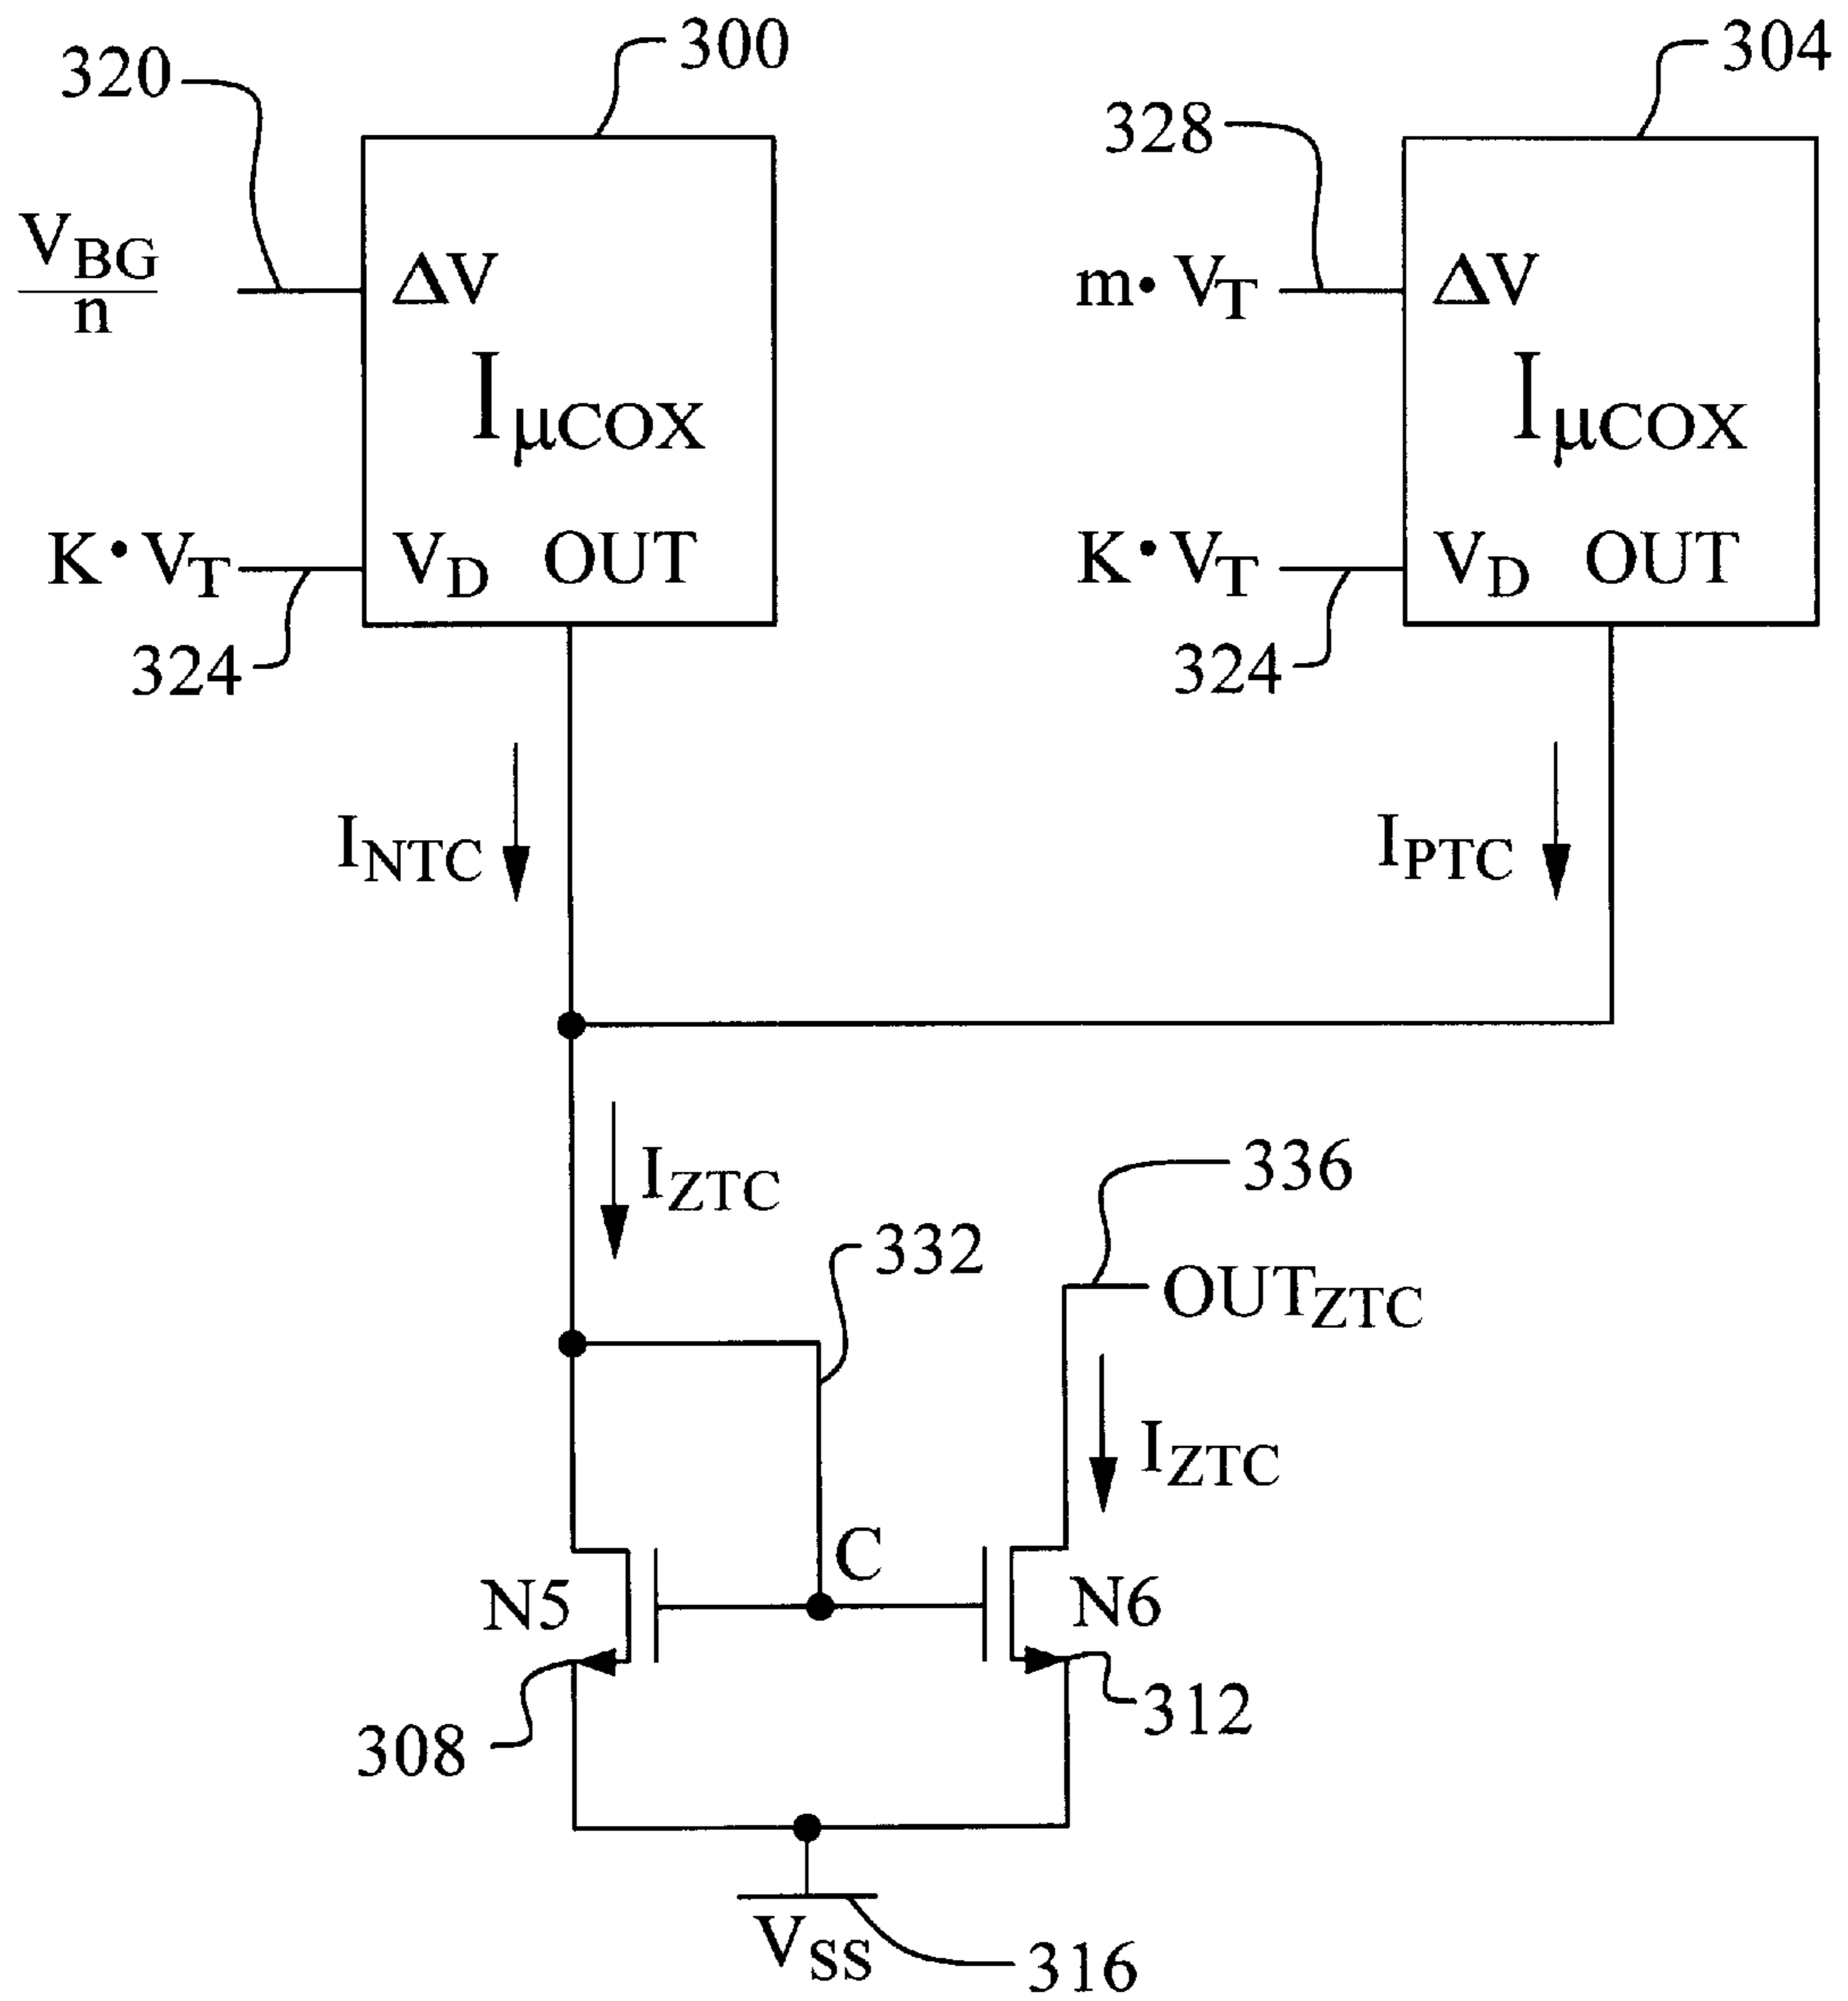 300
304
320
328
V_BG
n
ΔV
m• V_T
ΔV
I_μCOX
I_μCOX
K•V_T
V_D OUT
K•V_T
V_D OUT
324
324
I_NTC
I_PTC
I_ZTC
336
332
OUT_ZTC
I_ZTC
C
N5
N6
308
312
V_SS
316